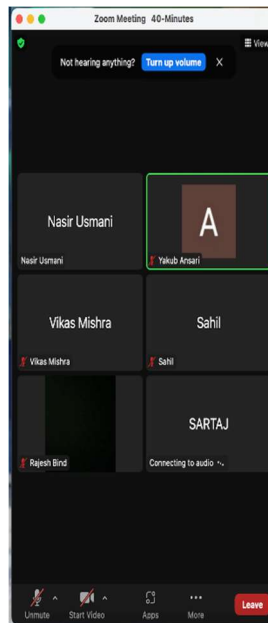 Zoom Meeting 40-Minutes
View
Not hearing anything? Turn up volume X
Nasir Usmani
Nasir Usmani
A
Yakub Ansari
Vikas Mishra
Vikas Mishra
Sahil
Sahil
Rajesh Bind
SARTAJ
Connecting to audio
Unmute
Start Video
Apps
More
Leave